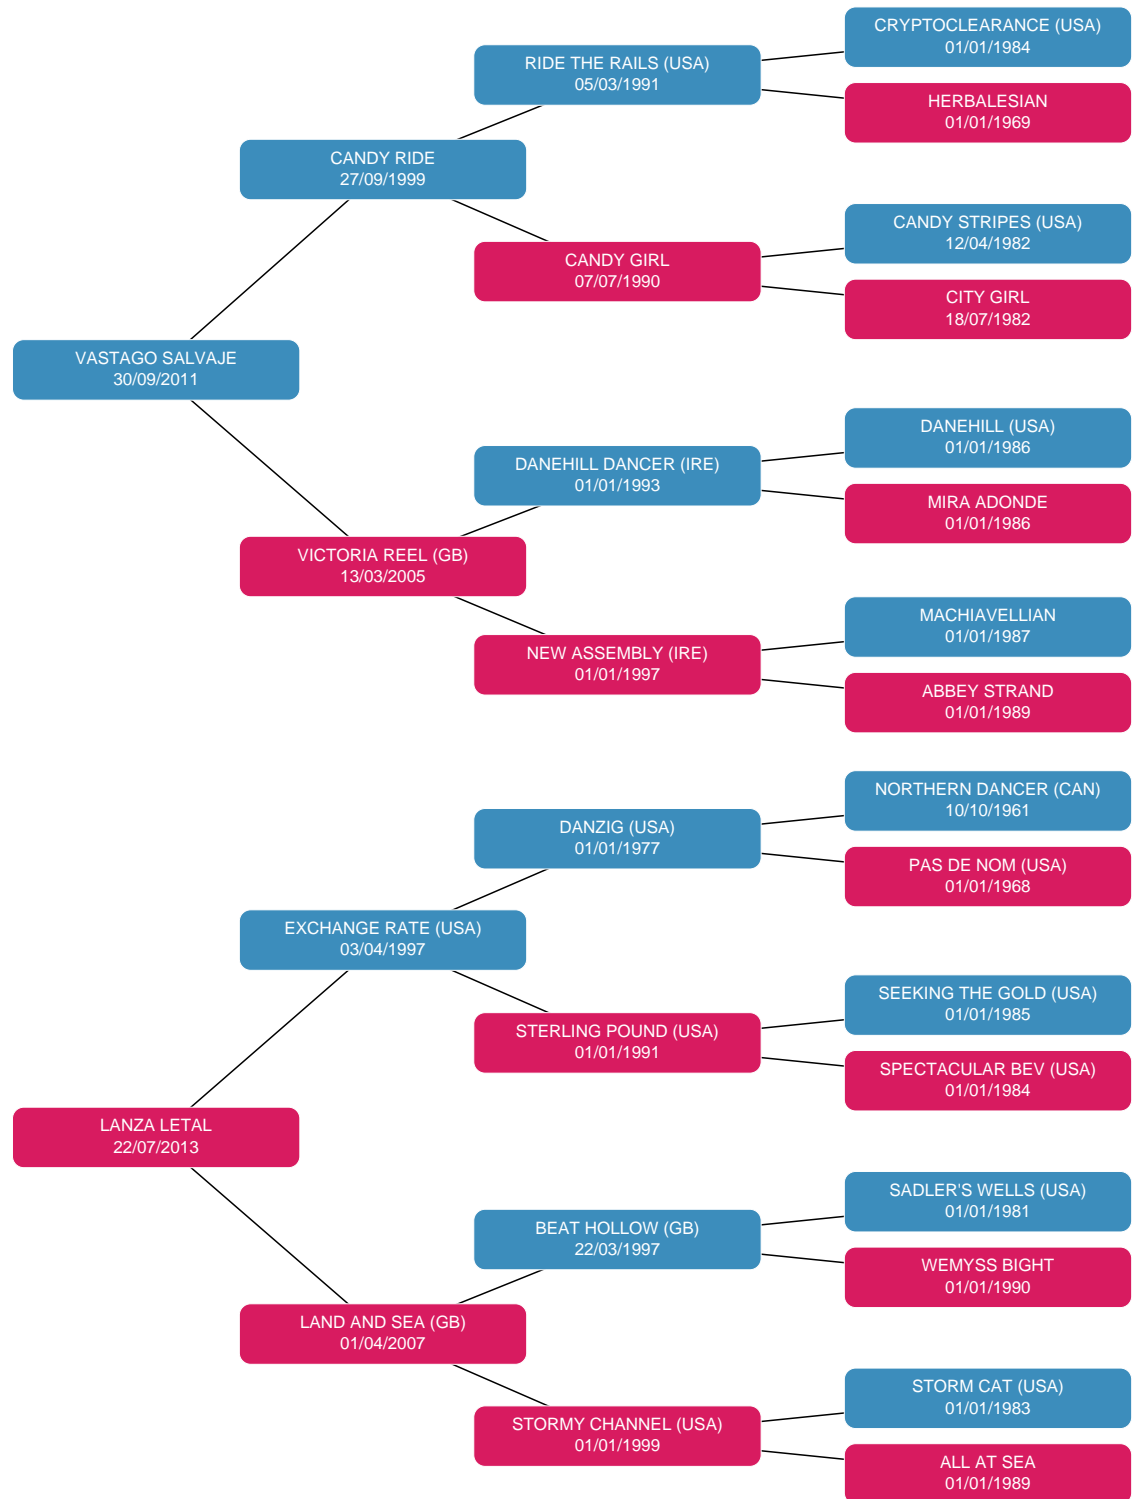 CRYPTOCLEARANCE (USA)
01/01/1984
RIDE THE RAILS (USA)
05/03/1991
HERBALESIAN
01/01/1969
CANDY RIDE
27/09/1999
CANDY STRIPES (USA)
12/04/1982
CANDY GIRL
07/07/1990
CITY GIRL
18/07/1982
VASTAGO SALVAJE
30/09/2011
DANEHILL (USA)
01/01/1986
DANEHILL DANCER (IRE)
01/01/1993
MIRA ADONDE
01/01/1986
VICTORIA REEL (GB)
13/03/2005
MACHIAVELLIAN
01/01/1987
NEW ASSEMBLY (IRE)
01/01/1997
ABBEY STRAND
01/01/1989
NORTHERN DANCER (CAN)
10/10/1961
DANZIG (USA)
01/01/1977
PAS DE NOM (USA)
01/01/1968
EXCHANGE RATE (USA)
03/04/1997
SEEKING THE GOLD (USA)
01/01/1985
STERLING POUND (USA)
01/01/1991
SPECTACULAR BEV (USA)
01/01/1984
LANZA LETAL
22/07/2013
SADLER'S WELLS (USA)
01/01/1981
BEAT HOLLOW (GB)
22/03/1997
WEMYSS BIGHT
01/01/1990
LAND AND SEA (GB)
01/04/2007
STORM CAT (USA)
01/01/1983
STORMY CHANNEL (USA)
01/01/1999
ALL AT SEA
01/01/1989